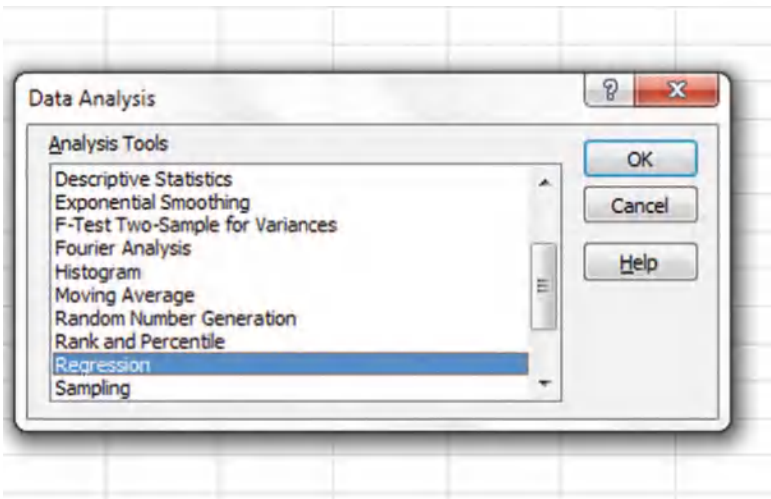 Data Analysis
?
X
Analysis Tools
Descriptive Statistics
Exponential Smoothing
F-Test Two-Sample for Variances
Fourier Analysis
Histogram
Moving Average
Random Number Generation
Rank and Percentile
Regression
Sampling
OK
Cancel
Help